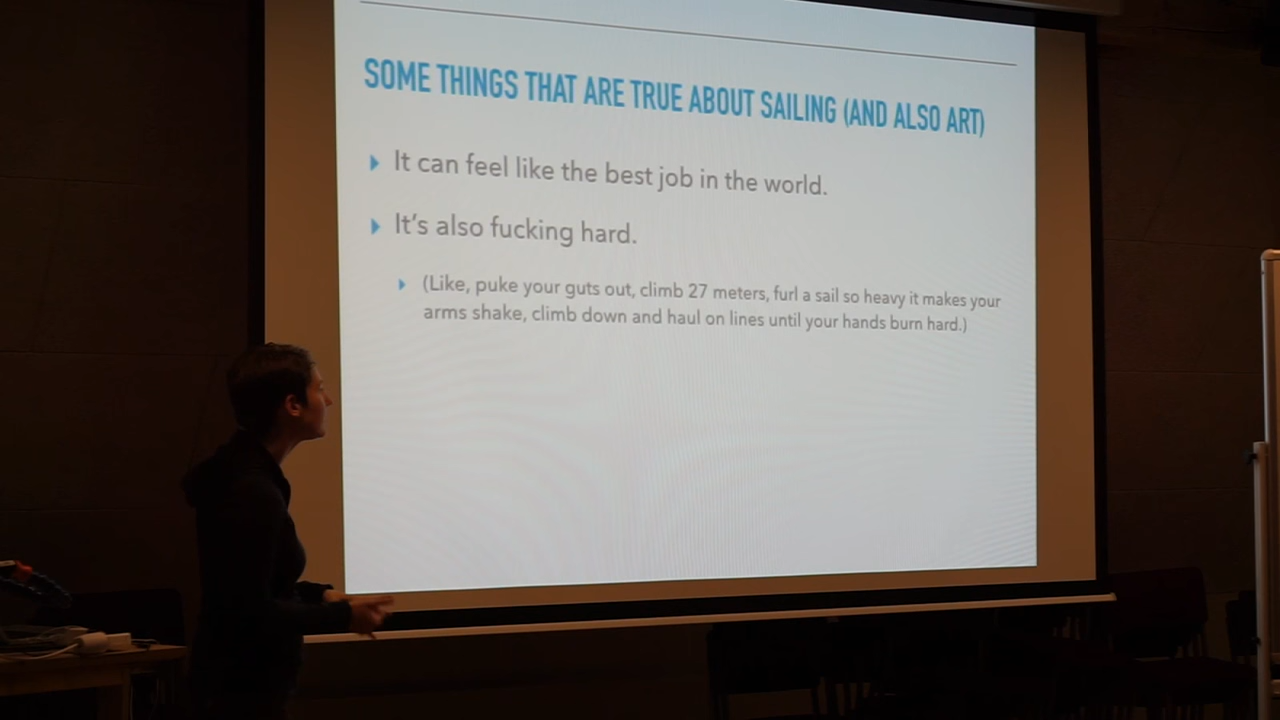 SOME THINGS THAT ARE TRUE ABOUT SAILING (AND ALSO ART)
It can feel like the best job in the world.
It's also fucking hard.
(Like, puke your guts out, climb 27 meters, furl a sail so heavy it makes your
arms shake, climb down and haul on lines until your hands burn hard.)